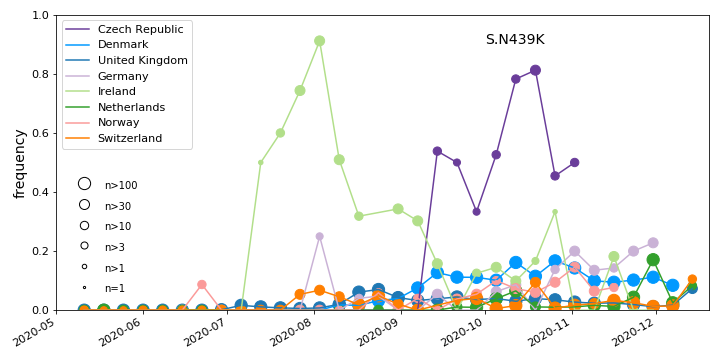 1.0
0.8
0.6
0.4
0.2
0.0
frequency
S.N439K
Czech Republic
Denmark
United Kingdom
Germany
Ireland
Netherlands
Norway
Switzerland
n>100
n>30
n>10
n>3
n>1
n=1
2020-05
2020-06
2020-07
2020-08
2020-09
2020-10
2020-11
2020-12